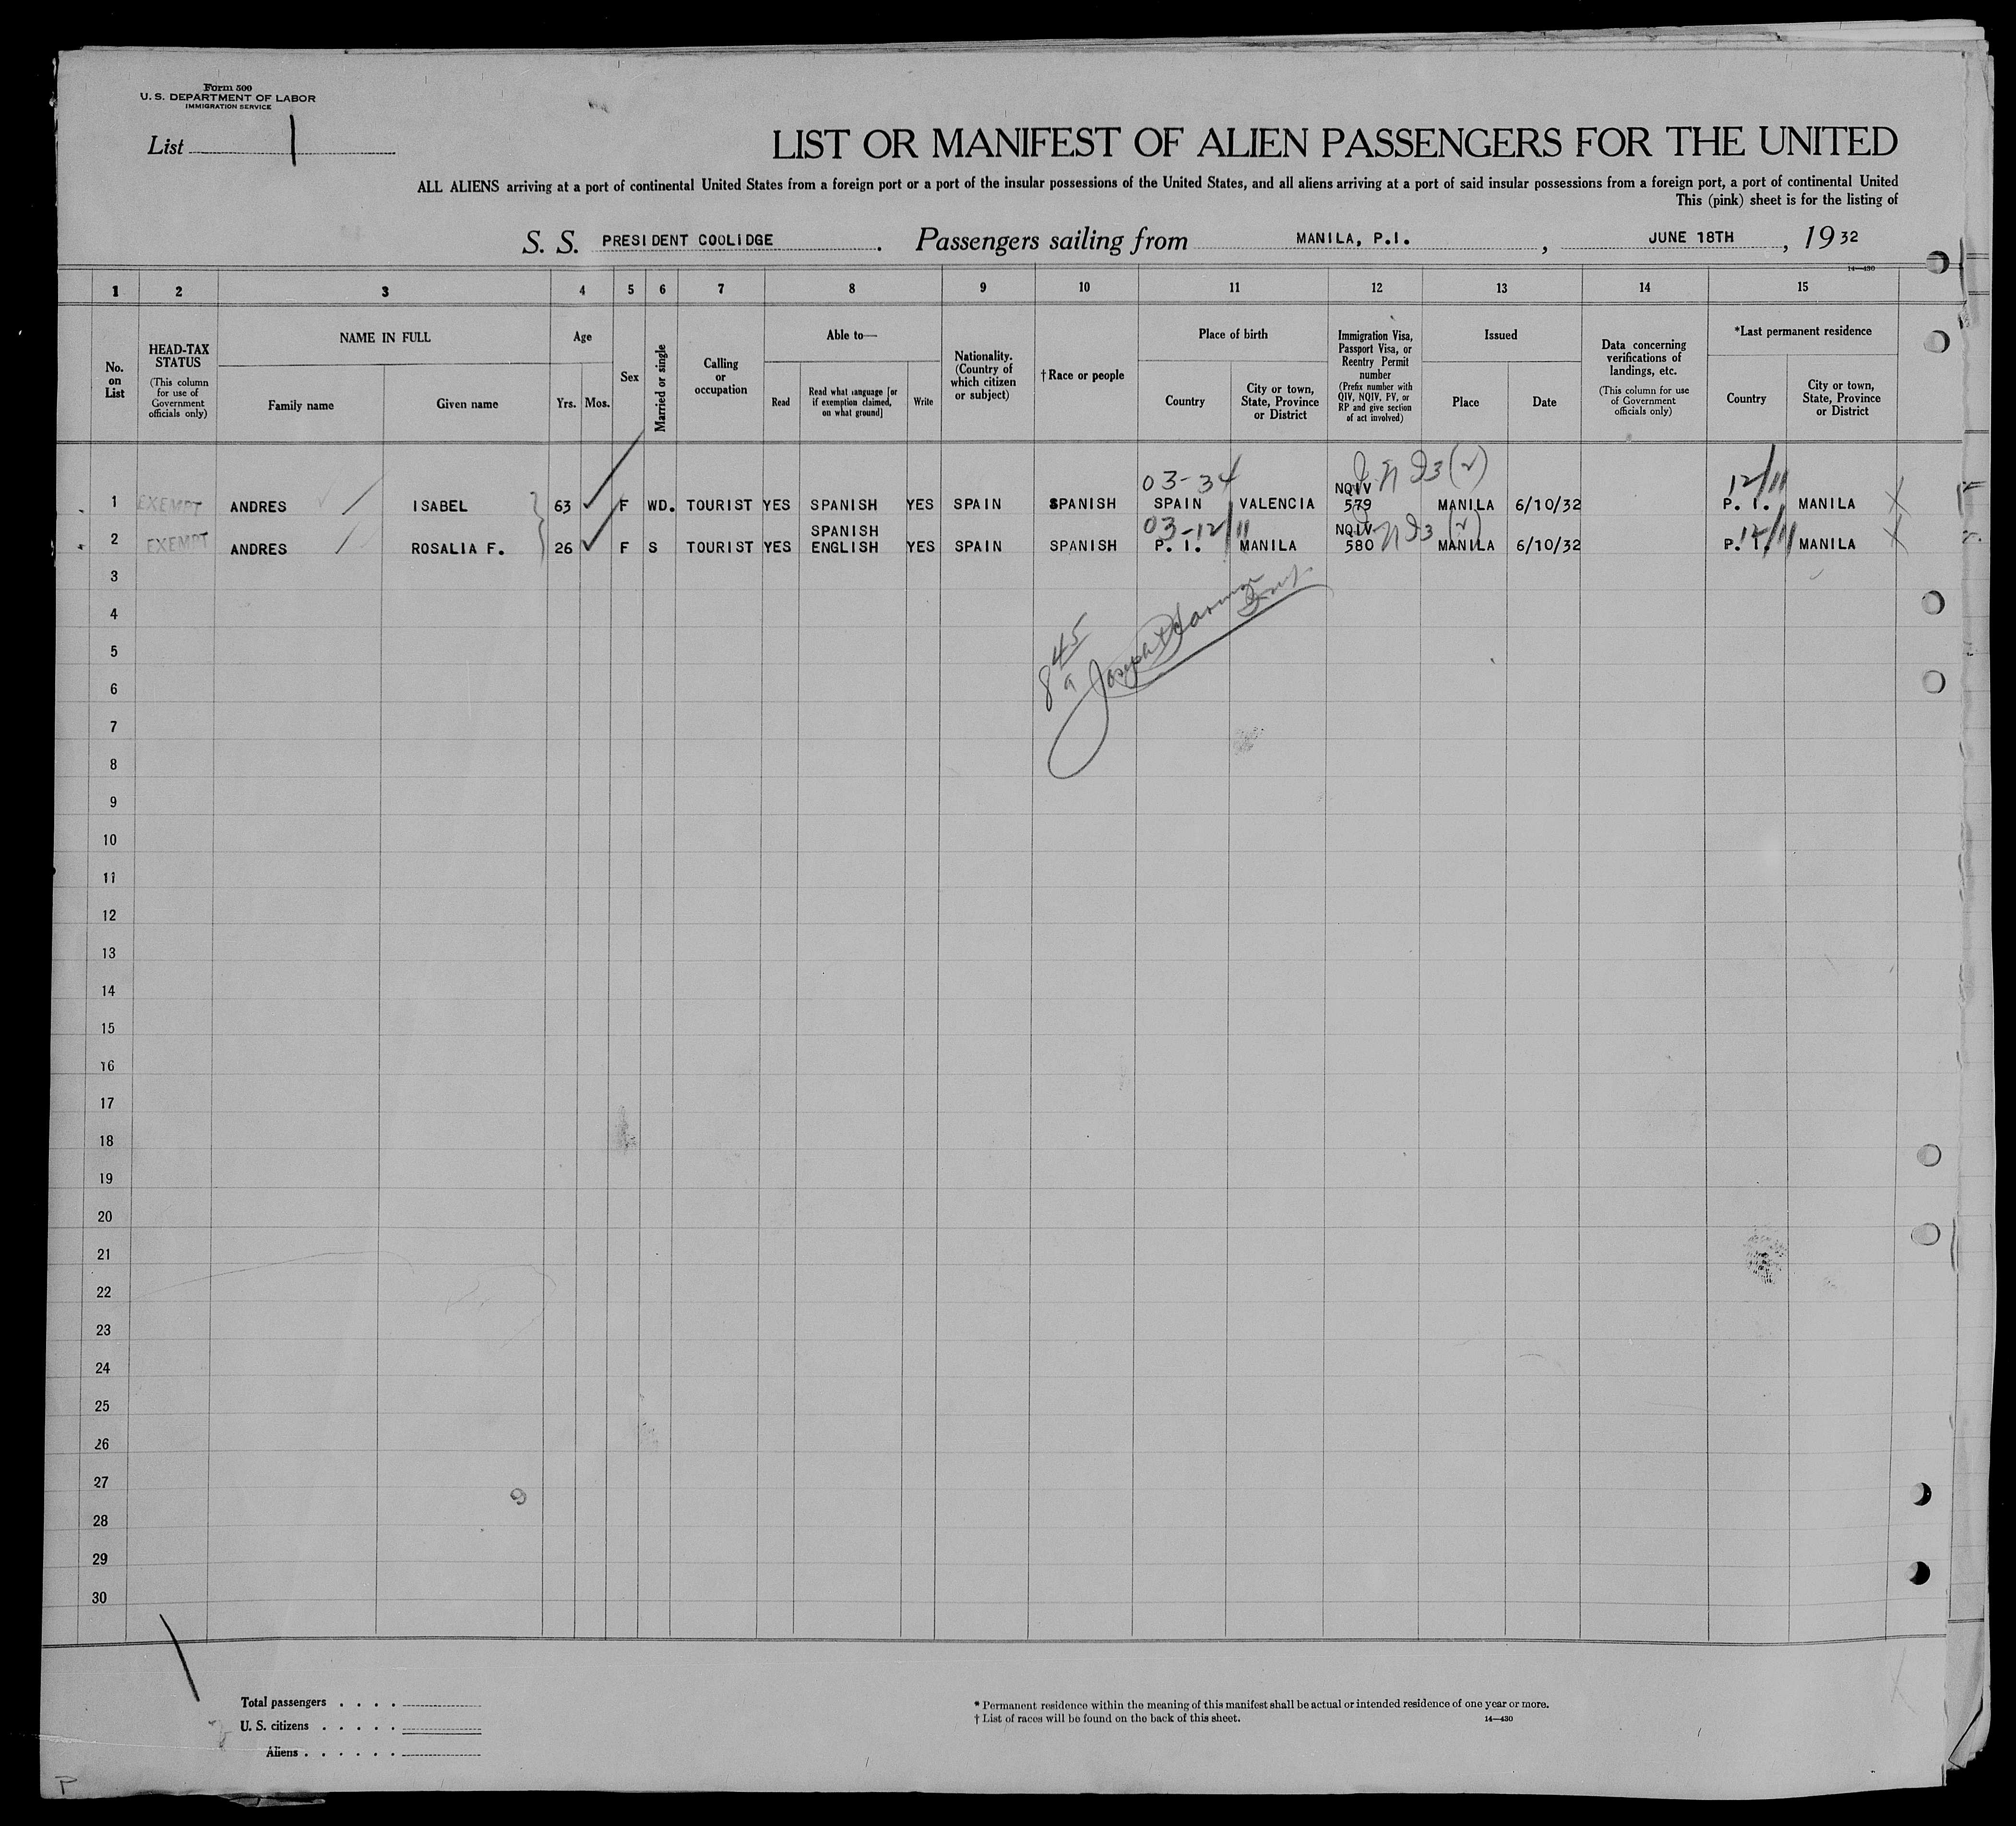 Form 500
U. S. DEPARTMENT OF LABOR
IMMIGRATION SERVICE
List 1
LIST OR MANIFEST OF ALIEN PASSENGERS FOR THE UNITED
ALL ALIENS arriving at a port of continental United States from a foreign port or a port of the insular possessions of the United States, and all aliens arriving at a port of said insular possessions from a foreign port, a port of continental United
This (pink) sheet is for the listing of
S. S. PRESIDENT COOLIDGE. Passengers sailing from MANILA, P.I., JUNE 18TH, 1932
14—430
1 2 3 4 5 6 7 8 9 10 11 12 13 14 15
No. on List
HEAD-TAX STATUS
(This column for use of Government officials only)
NAME IN FULL
Family name
Given name
Age
Yrs. Mos.
Sex
Married or single
Calling or occupation
Able to—
Read
Read what language [or if exemption claimed, on what ground]
Write
Nationality. (Country of which citizen or subject)
†Race or people
Place of birth
Country
City or town, State, Province or District
Immigration Visa, Passport Visa, or Reentry Permit number
(Prefix number with QIV, NQIV, PV, or RP and give section of act involved)
Issued
Place
Date
Data concerning verifications of landings, etc.
(This column for use of Government officials only)
*Last permanent residence
Country
City or town, State, Province or District
03-34 3(2) 12/11
NQIV
1 EXEMPT ANDRES ISABEL 63 F WD. TOURIST YES SPANISH YES SPAIN SPANISH SPAIN VALENCIA 579 MANILA 6/10/32 P. I. MANILA
SPANISH 03-12/11 NQIV 3(2) 12/11
2 EXEMPT ANDRES ROSALIA F. 26 F S TOURIST YES ENGLISH YES SPAIN SPANISH P. I. MANILA 580 MANILA 6/10/32 P. I. MANILA
3
4
5
8 45 a Joseph
6
7
8
9
10
11
12
13
14
15
16
17
18
19
20
21
22
23
24
25
26
27
28
29
30
Total passengers . . . .
U. S. citizens . . . . .
Aliens . . . . . .
* Permanent residence within the meaning of this manifest shall be actual or intended residence of one year or more.
† List of races will be found on the back of this sheet.
14—430
P